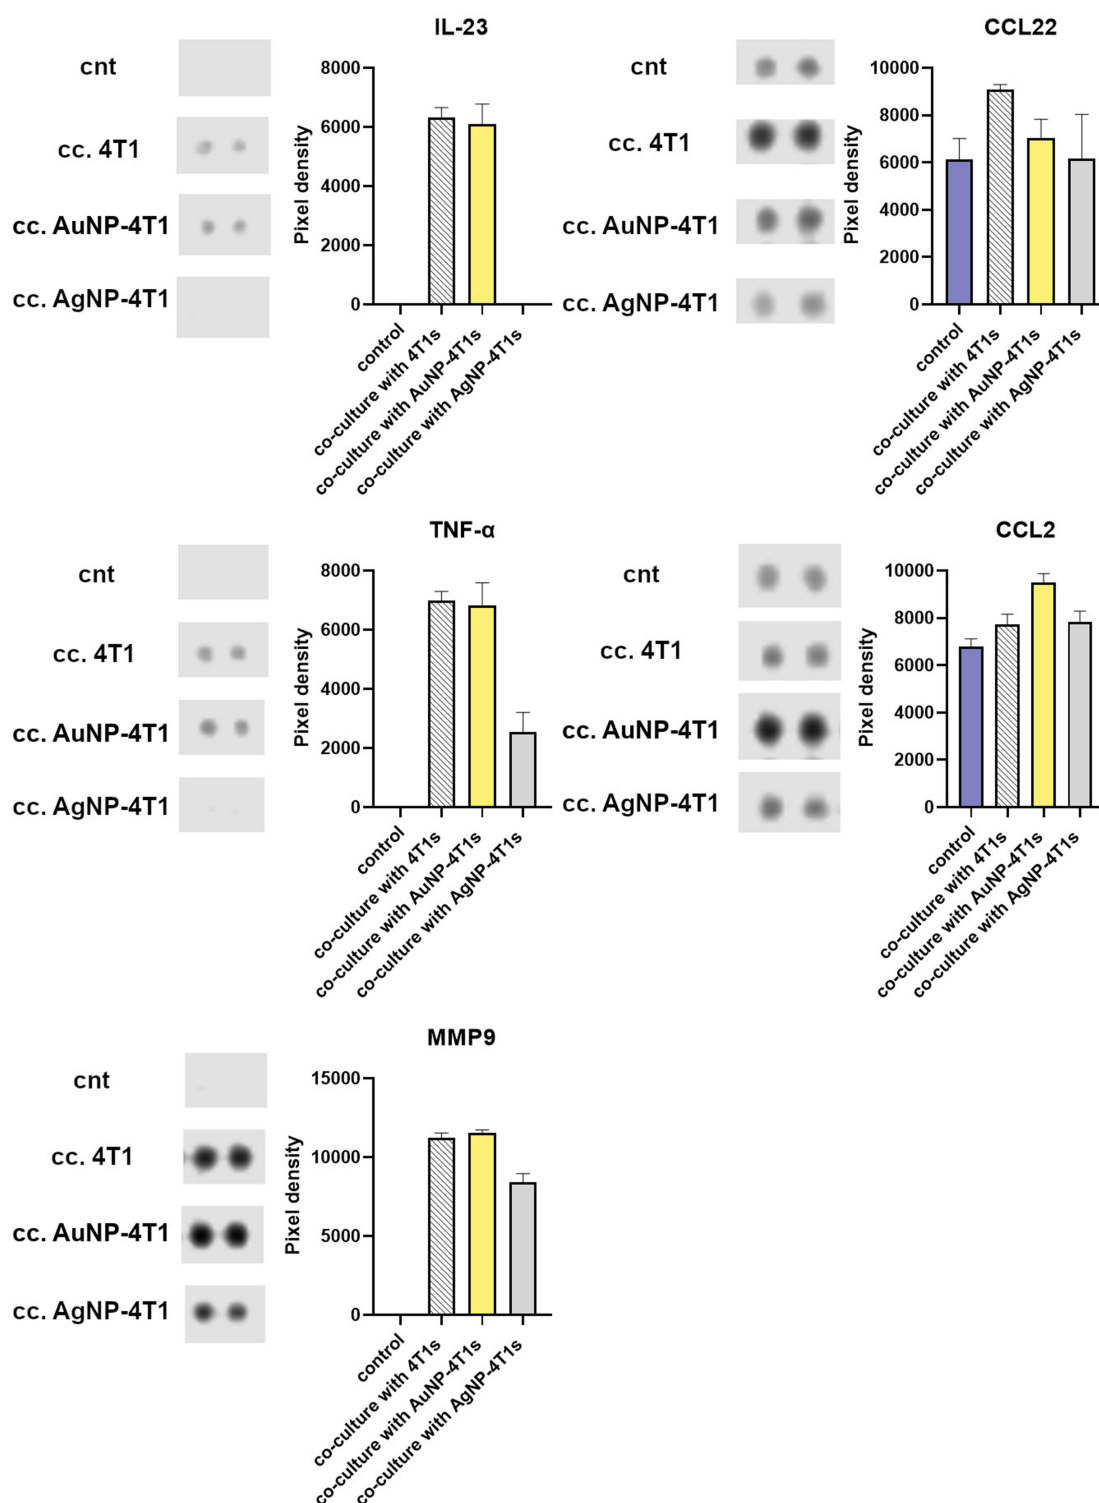 IL-23
cnt
cc. 4T1
cc. AuNP-4T1
cc. AgNP-4T1
Pixel density
8000
6000
4000
2000
0
control
co-culture with 4T1s
co-culture with AuNP-4T1s
co-culture with AgNP-4T1s
CCL22
cnt
cc. 4T1
cc. AuNP-4T1
cc. AgNP-4T1
Pixel density
10000
8000
6000
4000
2000
0
control
co-culture with 4T1s
co-culture with AuNP-4T1s
co-culture with AgNP-4T1s
TNF-α
cnt
cc. 4T1
cc. AuNP-4T1
cc. AgNP-4T1
Pixel density
8000
6000
4000
2000
0
control
co-culture with 4T1s
co-culture with AuNP-4T1s
co-culture with AgNP-4T1s
CCL2
cnt
cc. 4T1
cc. AuNP-4T1
cc. AgNP-4T1
Pixel density
10000
8000
6000
4000
2000
0
control
co-culture with 4T1s
co-culture with AuNP-4T1s
co-culture with AgNP-4T1s
MMP9
cnt
cc. 4T1
cc. AuNP-4T1
cc. AgNP-4T1
Pixel density
15000
10000
5000
0
control
co-culture with 4T1s
co-culture with AuNP-4T1s
co-culture with AgNP-4T1s